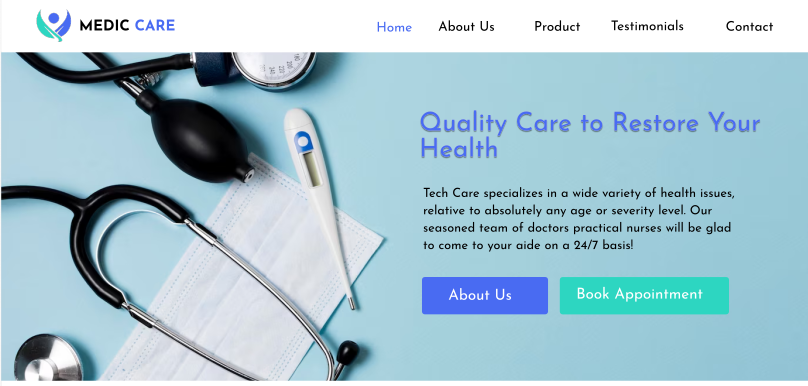 MEDIC CARE
Home About Us Product Testimonials Contact
Quality Care to Restore Your
Health
Tech Care specializes in a wide variety of health issues,
relative to absolutely any age or severity level. Our
seasoned team of doctors practical nurses will be glad
to come to your aide on a 24/7 basis!
About Us Book Appointment